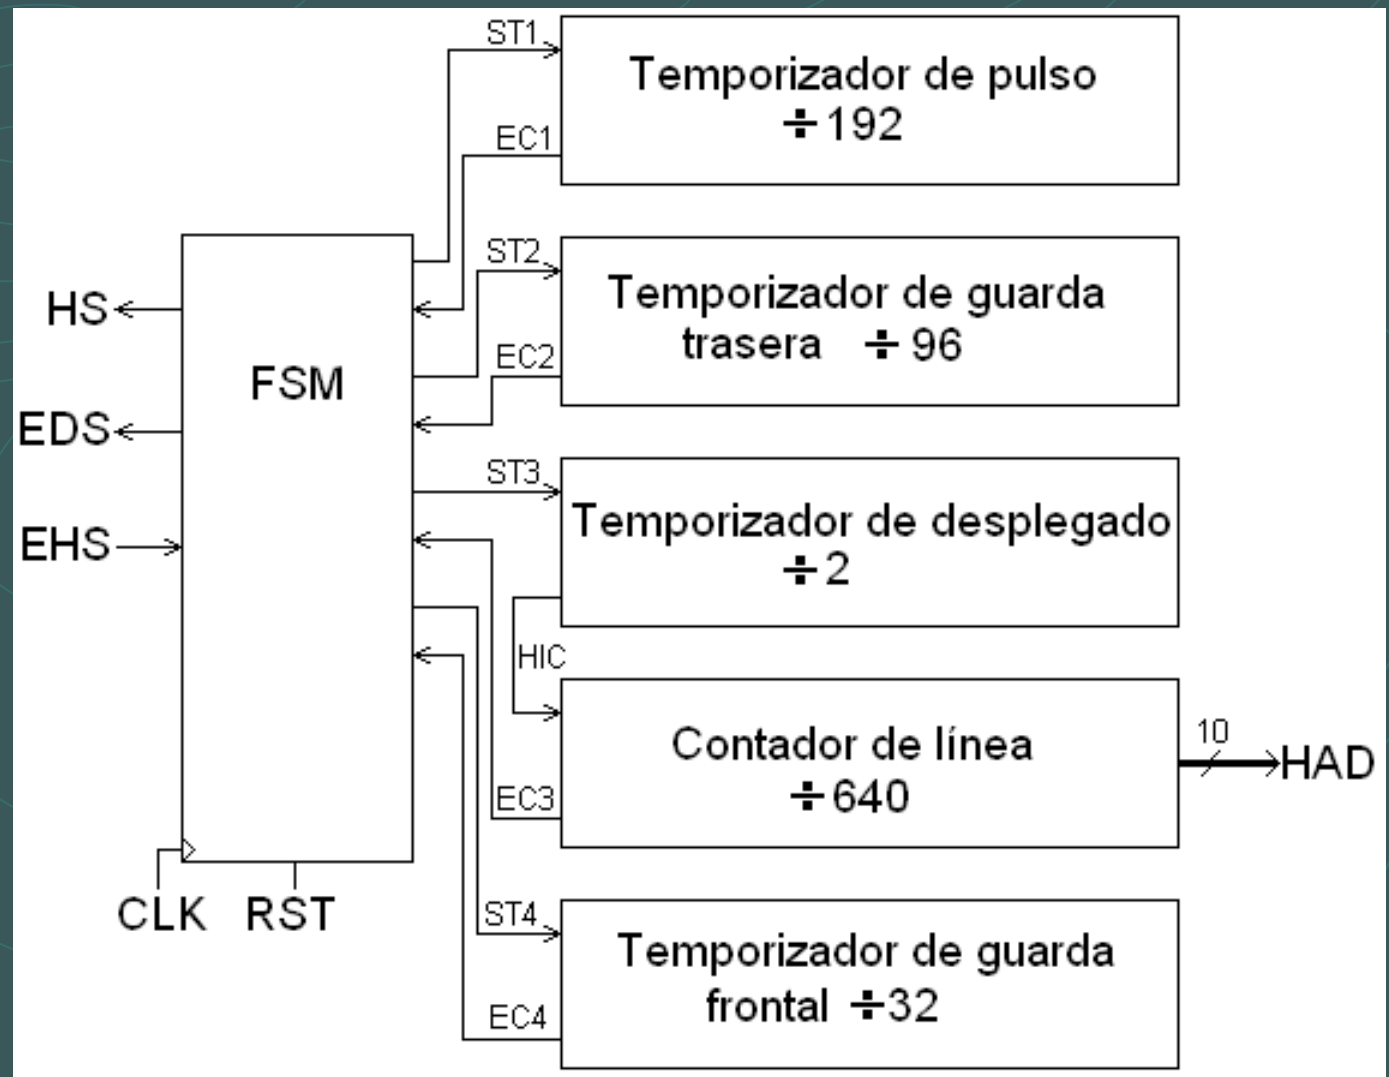 ST1
Temporizador de pulso
÷192
EC1
ST2
Temporizador de guarda
trasera ÷ 96
EC2
HS
FSM
EDS
ST3
Temporizador de desplegado
÷2
EHS
HIC
Contador de línea
÷640
10
HAD
EC3
CLK RST
ST4
Temporizador de guarda
frontal ÷32
EC4